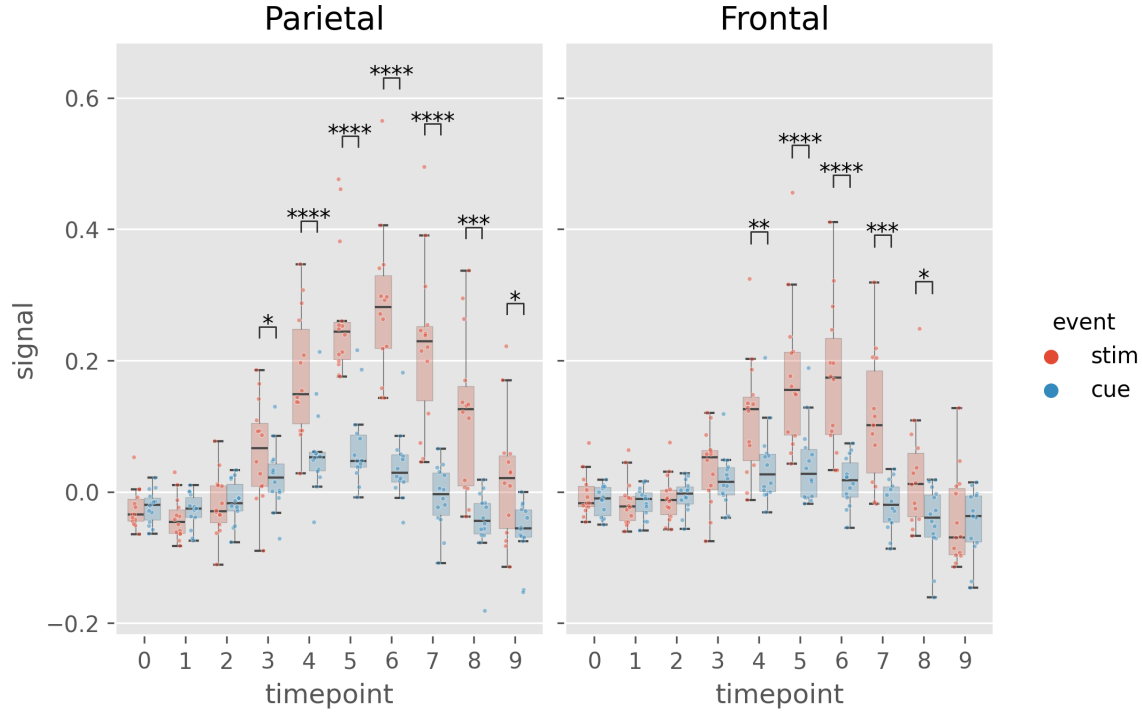 Parietal
Frontal
signal
0.6
0.4
0.2
0.0
−0.2
****
****
****
****
***
*
*
****
****
**
***
*
0 1 2 3 4 5 6 7 8 9
0 1 2 3 4 5 6 7 8 9
timepoint
timepoint
event
stim
cue